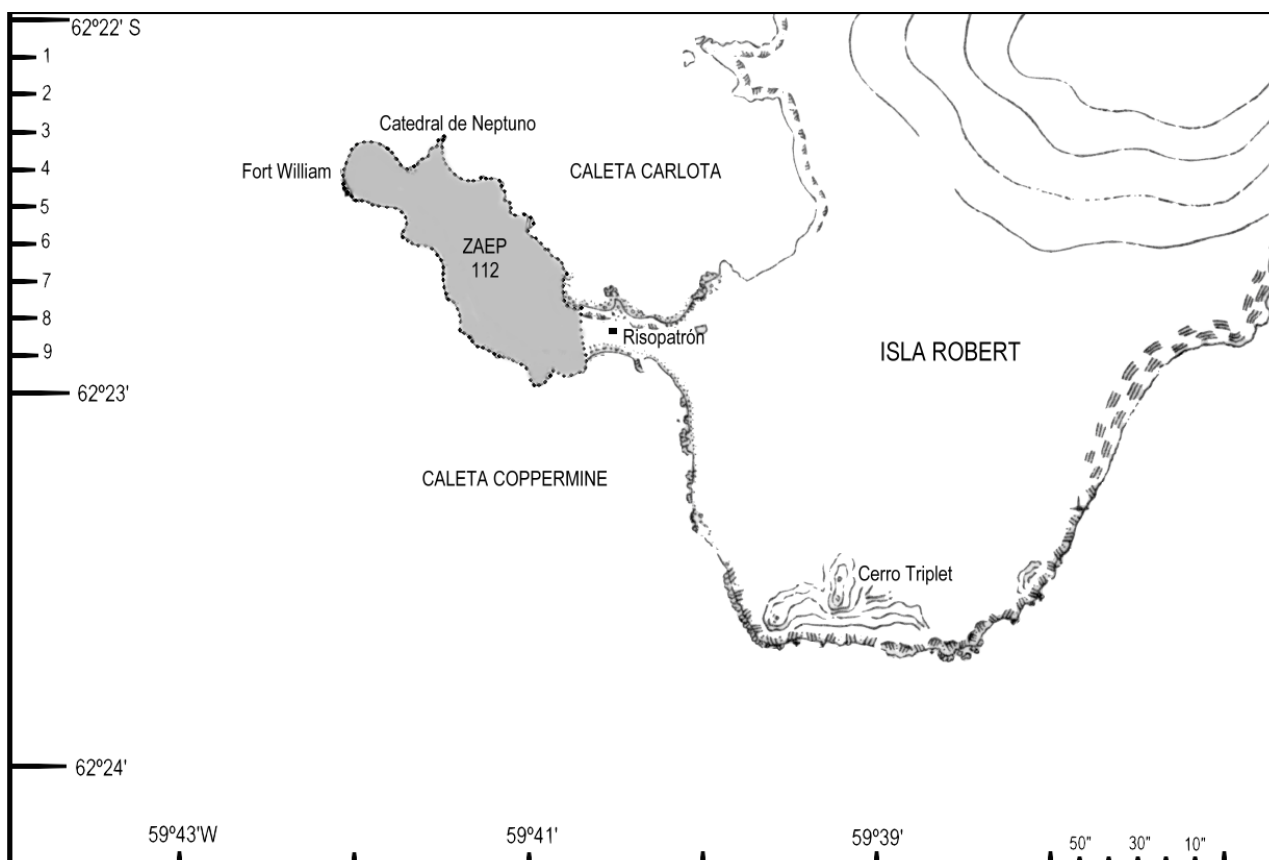 62º22' S
1
2
3
4
5
6
7
8
9
62º23'
62º24'
Catedral de Neptuno
Fort William
CALETA CARLOTA
ZAEP
112
Risopatrón
ISLA ROBERT
CALETA COPPERMINE
Cerro Triplet
59º43'W
59º41'
59º39'
50"
30"
10"